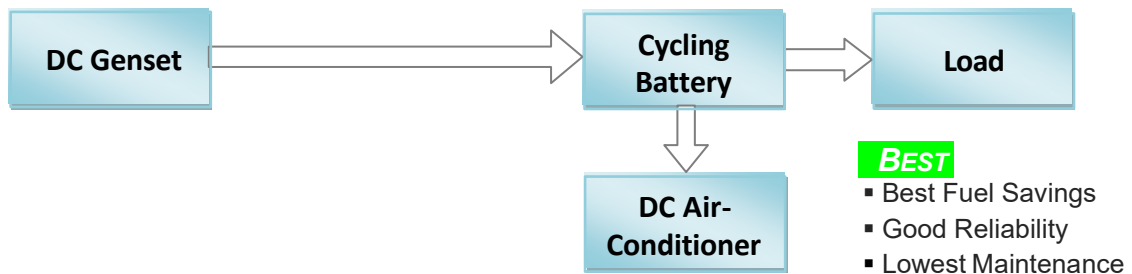 DC Genset
Cycling
Battery
Load
DC Air-
Conditioner
BEST
▪ Best Fuel Savings
▪ Good Reliability
▪ Lowest Maintenance